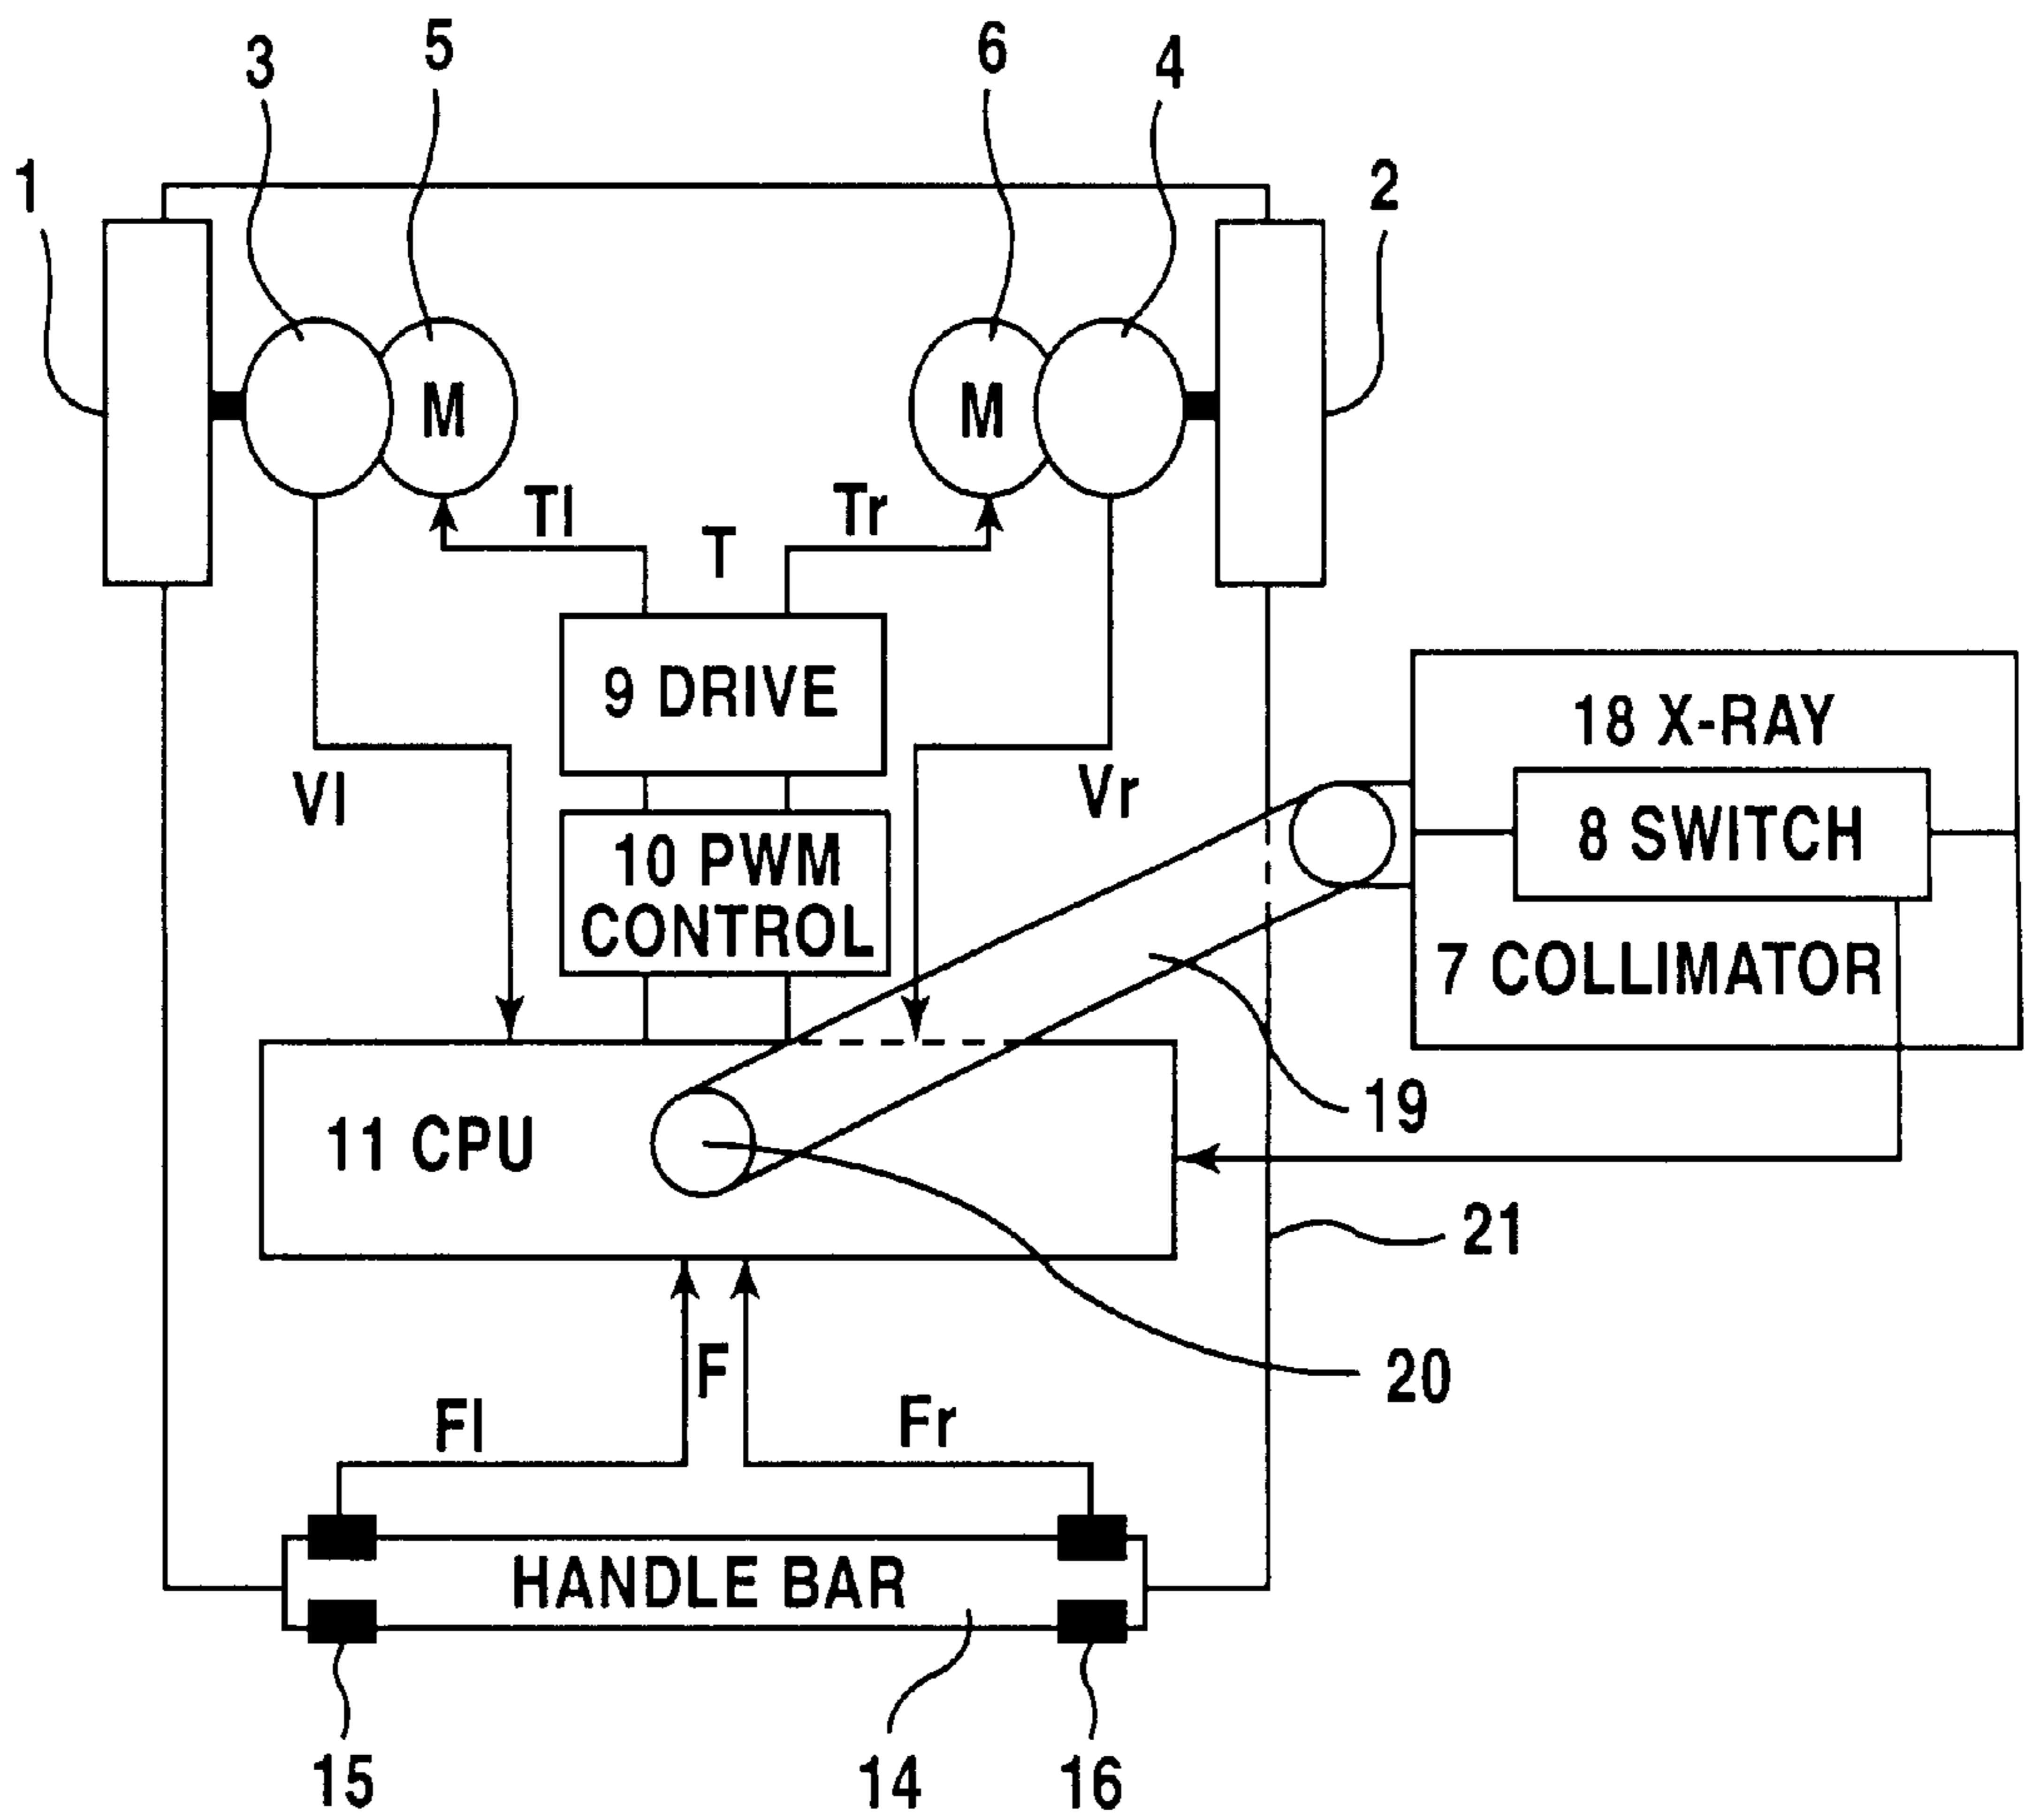 3
5
6
4
1
2
M
M
Tl
T
Tr
9 DRIVE
18 X-RAY
Vl
Vr
8 SWITCH
10 PWM
CONTROL
7 COLLIMATOR
19
11 CPU
21
F
20
Fl
Fr
HANDLE BAR
15
14
16